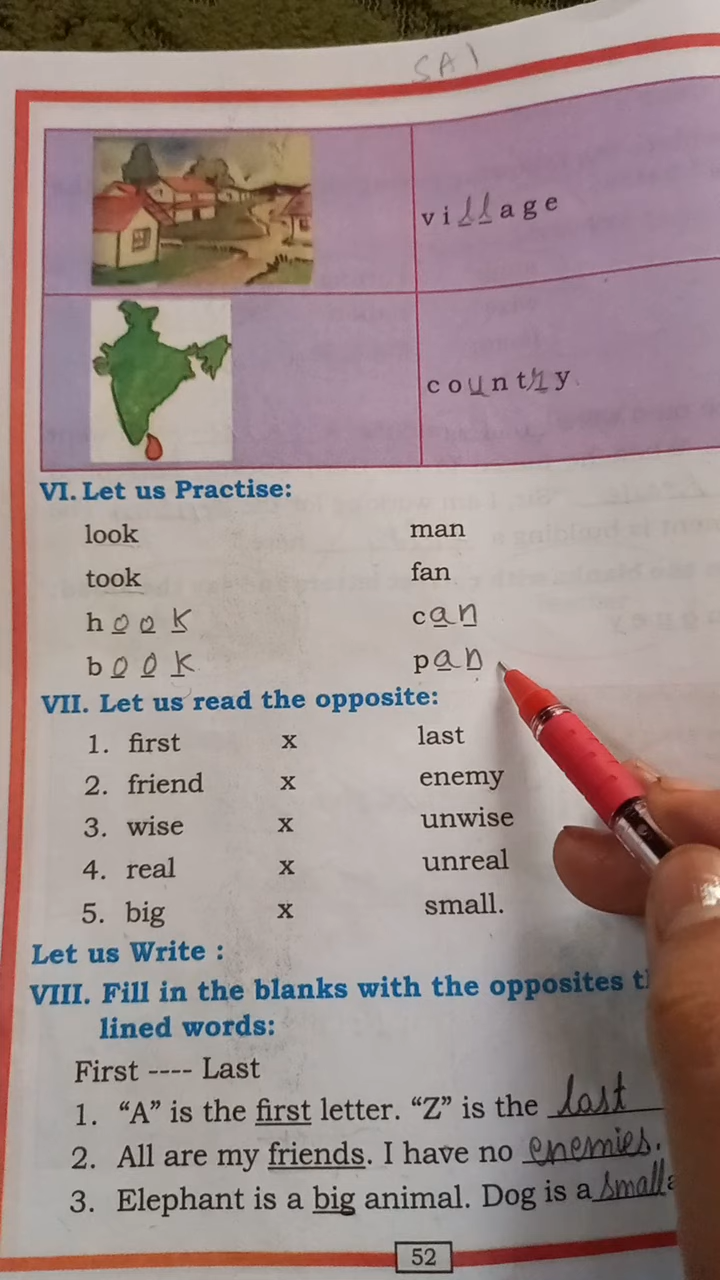 SAI
village
country
VI. Let us Practise:
look man
took fan
hook can
book pan
VII. Let us read the opposite:
1. first x last
2. friend x enemy
3. wise x unwise
4. real x unreal
5. big x small.
Let us Write :
VIII. Fill in the blanks with the opposites
lined words:
First ---- Last
1. “A” is the first letter. “Z” is the last
2. All are my friends. I have no enemies.
3. Elephant is a big animal. Dog is a small
52